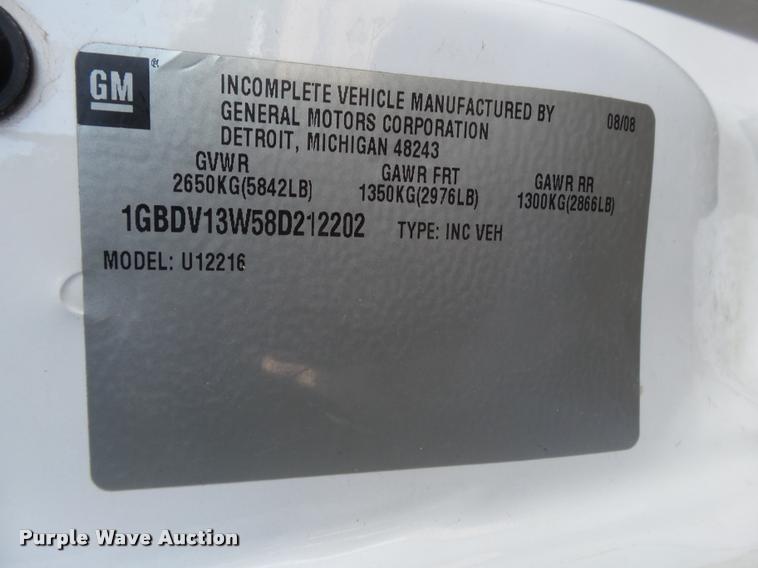 GM®
INCOMPLETE VEHICLE MANUFACTURED BY 08/08
GENERAL MOTORS CORPORATION
DETROIT, MICHIGAN 48243
GVWR GAWR FRT GAWR RR
2650KG(5842LB) 1350KG(2976LB) 1300KG(2866LB)
1GBDV13W58D212202 TYPE: INC VEH
MODEL: U12216
Purple Wave Auction